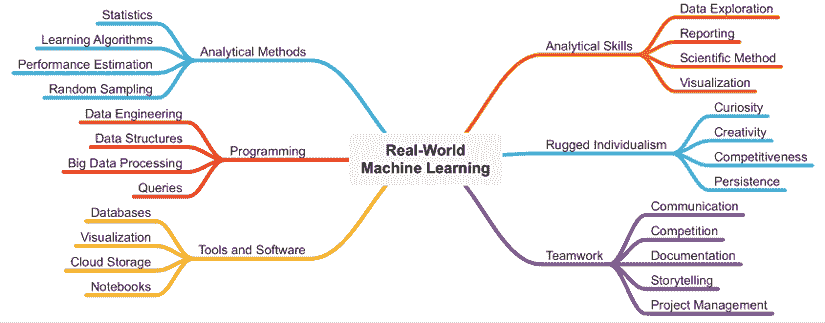 Statistics
Learning Algorithms
Performance Estimation
Random Sampling
Analytical Methods
Data Engineering
Data Structures
Big Data Processing
Queries
Programming
Databases
Visualization
Cloud Storage
Notebooks
Tools and Software
Real-World
Machine Learning
Analytical Skills
Data Exploration
Reporting
Scientific Method
Visualization
Rugged Individualism
Curiosity
Creativity
Competitiveness
Persistence
Teamwork
Communication
Competition
Documentation
Storytelling
Project Management